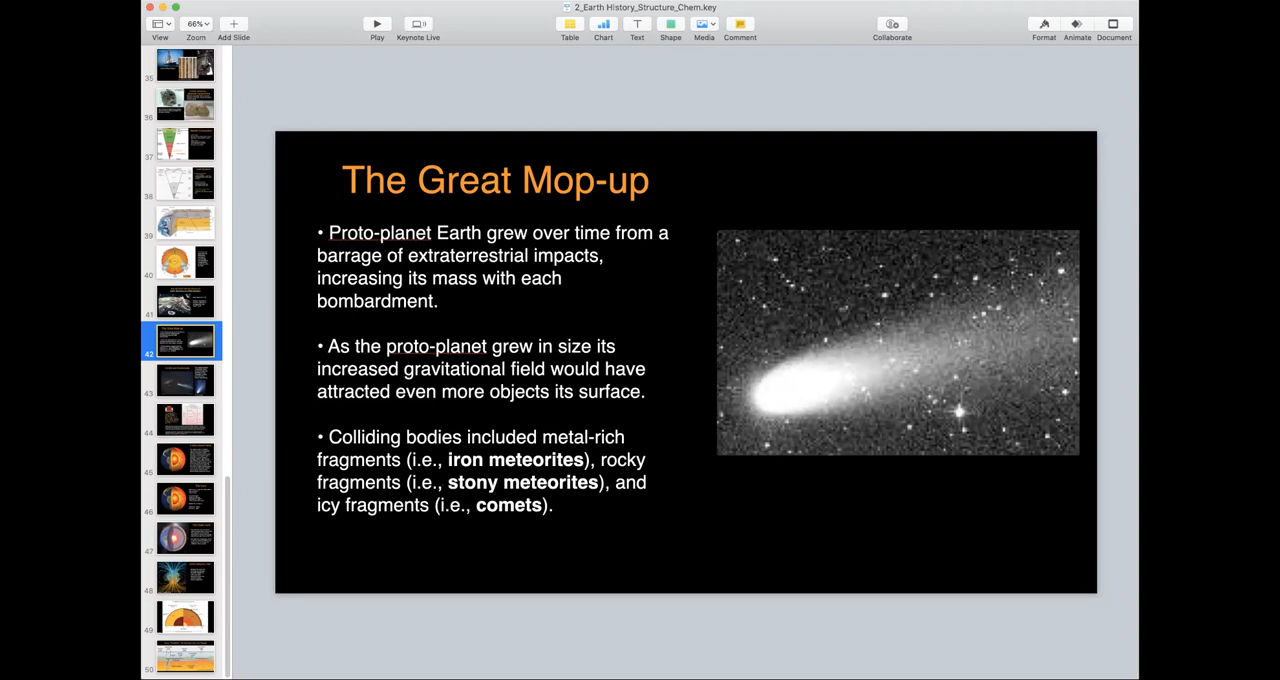 2_Earth History_Structure_Chem.key
66%
View
Zoom
Add Slide
Play
Keynote Live
Table
Chart
Text
Shape
Media
Comment
Collaborate
Format
Animate
Document
35
36
37
38
39
40
41
42
43
44
45
46
47
48
49
50
The Great Mop-up
• Proto-planet Earth grew over time from a
barrage of extraterrestrial impacts,
increasing its mass with each
bombardment.
• As the proto-planet grew in size its
increased gravitational field would have
attracted even more objects its surface.
• Colliding bodies included metal-rich
fragments (i.e., iron meteorites), rocky
fragments (i.e., stony meteorites), and
icy fragments (i.e., comets).